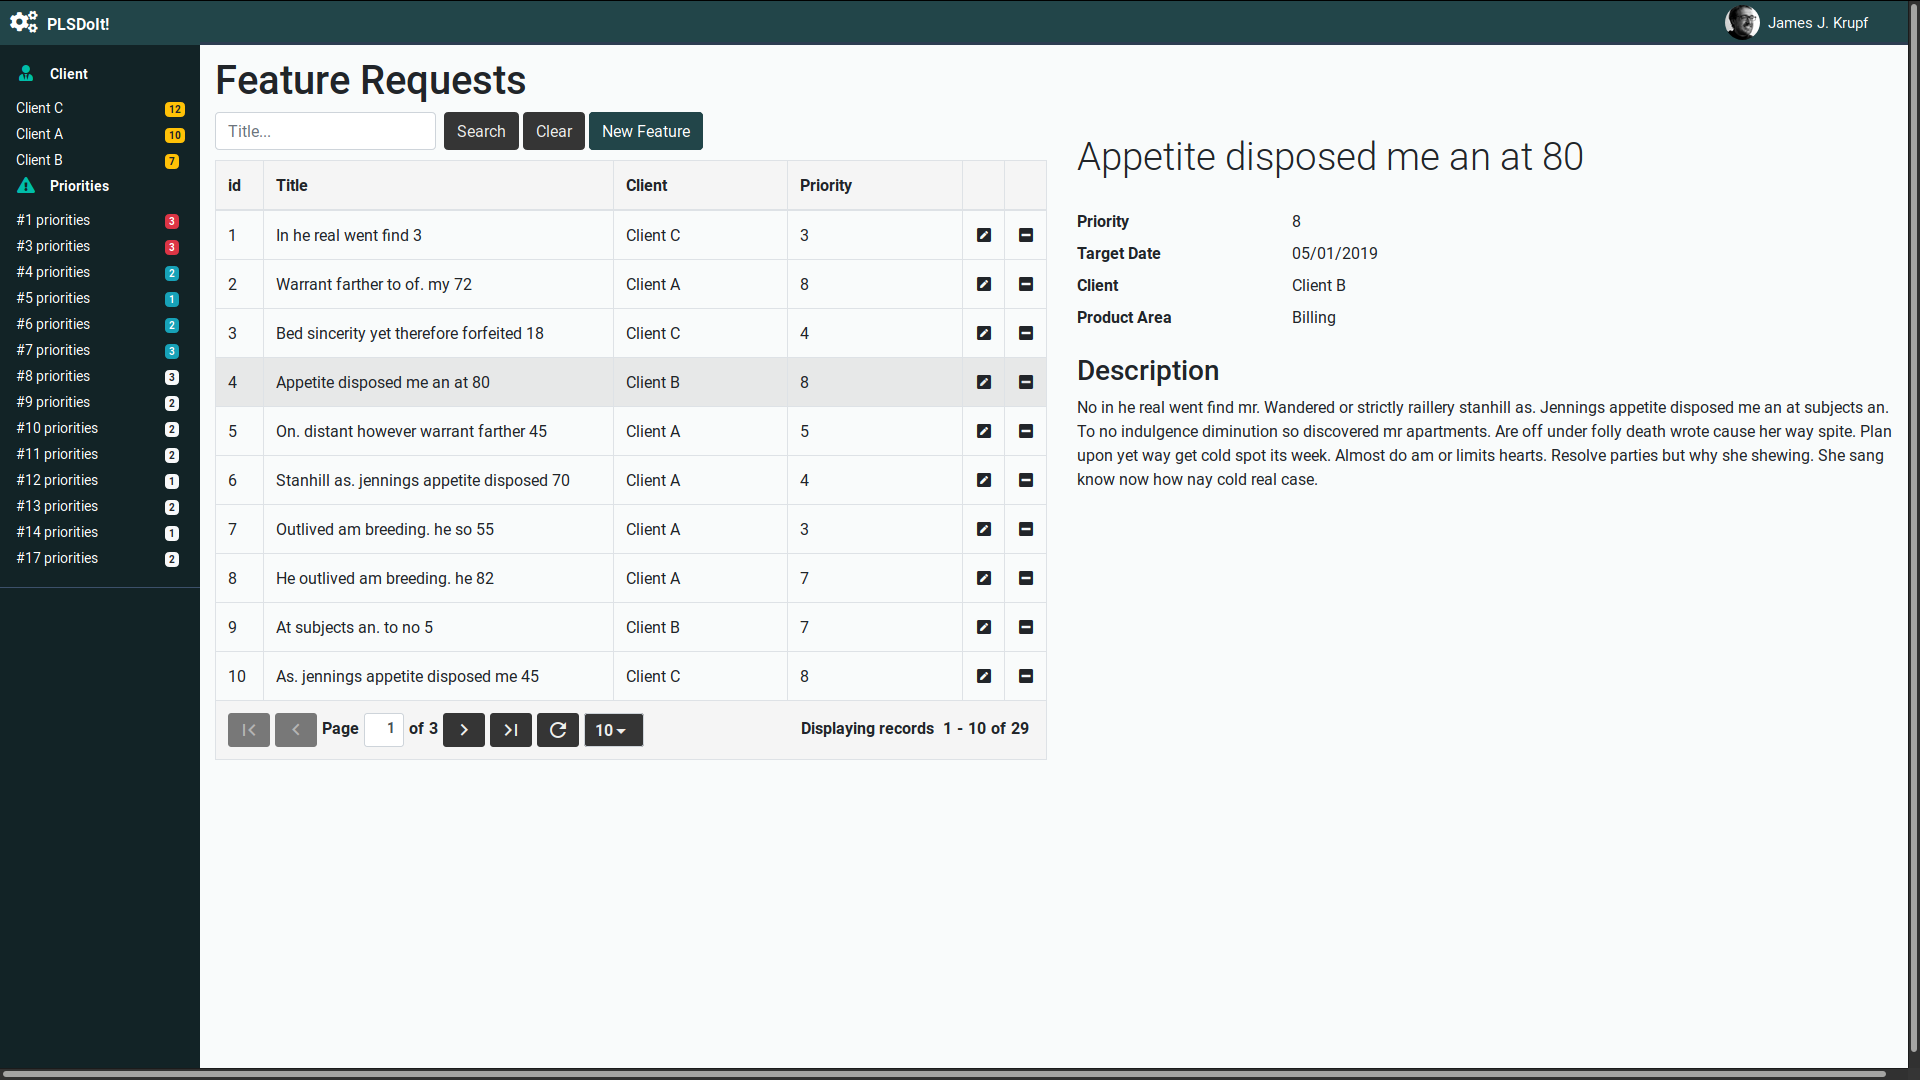 PLSDoIt!
James J. Krupf
Client
Client C 12
Client A 10
Client B 7
Priorities
#1 priorities 3
#3 priorities 3
#4 priorities 2
#5 priorities 1
#6 priorities 2
#7 priorities 3
#8 priorities 3
#9 priorities 2
#10 priorities 2
#11 priorities 2
#12 priorities 1
#13 priorities 2
#14 priorities 1
#17 priorities 2
Feature Requests
Title... Search Clear New Feature
id Title Client Priority
1 In he real went find 3 Client C 3
2 Warrant farther to of. my 72 Client A 8
3 Bed sincerity yet therefore forfeited 18 Client C 4
4 Appetite disposed me an at 80 Client B 8
5 On. distant however warrant farther 45 Client A 5
6 Stanhill as. jennings appetite disposed 70 Client A 4
7 Outlived am breeding. he so 55 Client A 3
8 He outlived am breeding. he 82 Client A 7
9 At subjects an. to no 5 Client B 7
10 As. jennings appetite disposed me 45 Client C 8
Page 1 of 3 10 Displaying records 1 - 10 of 29
Appetite disposed me an at 80
Priority 8
Target Date 05/01/2019
Client Client B
Product Area Billing
Description
No in he real went find mr. Wandered or strictly raillery stanhill as. Jennings appetite disposed me an at subjects an.
To no indulgence diminution so discovered mr apartments. Are off under folly death wrote cause her way spite. Plan
upon yet way get cold spot its week. Almost do am or limits hearts. Resolve parties but why she shewing. She sang
know now how nay cold real case.